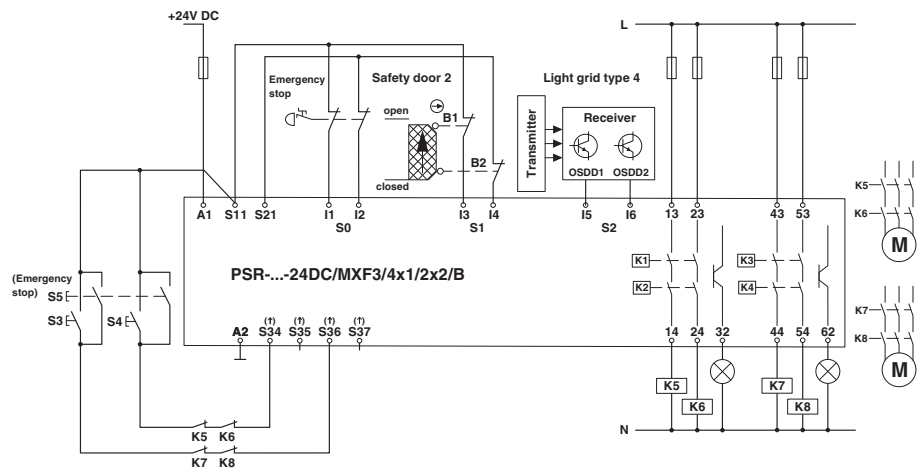 +24V DC
L
Emergency
stop
Safety door 2
Light grid type 4
open
closed
B1
B2
Transmitter
Receiver
OSDD1 OSDD2
K5
K6
M
A1 S11 S21 I1 I2 I3 I4 I5 I6 13 23 43 53
S0 S1 S2
PSR-...-24DC/MXF3/4x1/2x2/B
K1
K2
K3
K4
(Emergency
stop)
S5
S3
S4
K7
K8
M
(↑) (↑) (↑) (↑)
A2 S34 S35 S36 S37 14 24 32 44 54 62
K5
K6
K7
K8
N
K5 K6
K7 K8